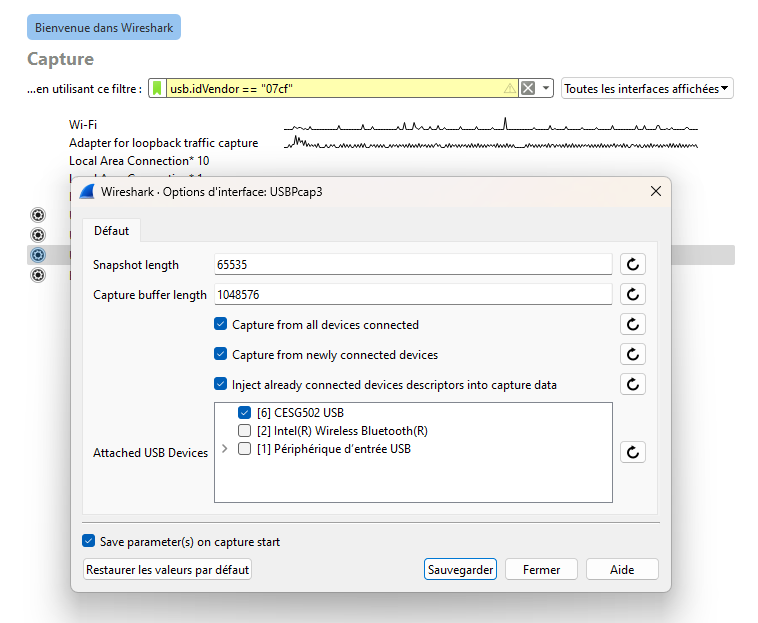 Bienvenue dans Wireshark
Capture
...en utilisant ce filtre : usb.idVendor == "07cf" Toutes les interfaces affichées
Wi-Fi
Adapter for loopback traffic capture
Local Area Connection* 10
Wireshark · Options d'interface: USBPcap3
Défaut
Snapshot length 65535
Capture buffer length 1048576
Capture from all devices connected
Capture from newly connected devices
Inject already connected devices descriptors into capture data
[6] CESG502 USB
[2] Intel(R) Wireless Bluetooth(R)
Attached USB Devices [1] Périphérique d'entrée USB
Save parameter(s) on capture start
Restaurer les valeurs par défaut Sauvegarder Fermer Aide